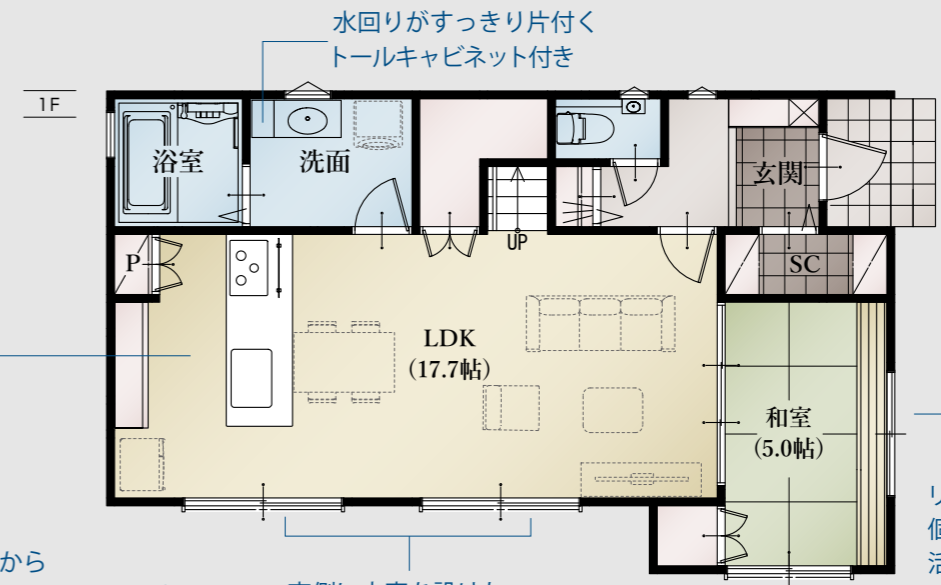 水回りがすっきり片付く
トールキャビネット付き
1F
浴室
洗面
玄関
UP
P
SC
LDK
(17.7帖)
和室
(5.0帖)
リ
活
から